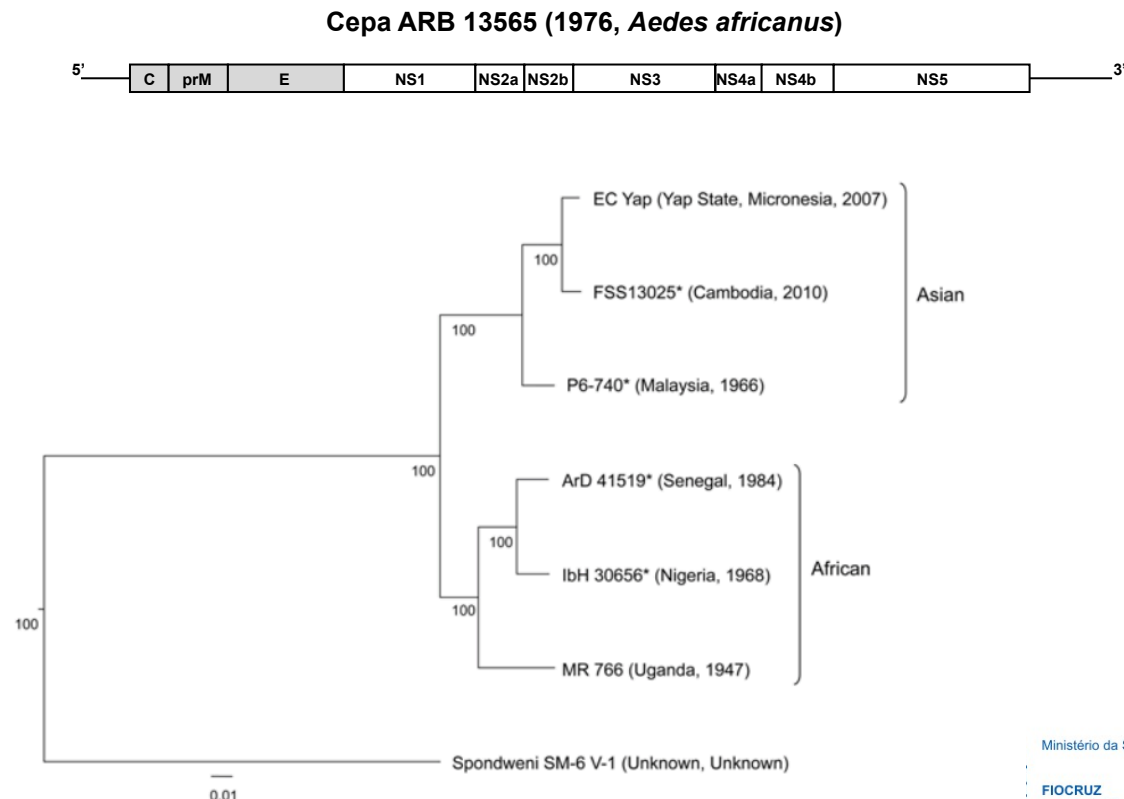 Cepa ARB 13565 (1976, Aedes africanus)
5’ 3’
C prM E NS1 NS2a NS2b NS3 NS4a NS4b NS5
EC Yap (Yap State, Micronesia, 2007)
100
FSS13025* (Cambodia, 2010)
Asian
100
P6-740* (Malaysia, 1966)
100
ArD 41519* (Senegal, 1984)
100
IbH 30656* (Nigeria, 1968)
African
100
100
MR 766 (Uganda, 1947)
Ministério da
Spondweni SM-6 V-1 (Unknown, Unknown)
FIOCRUZ
0.01